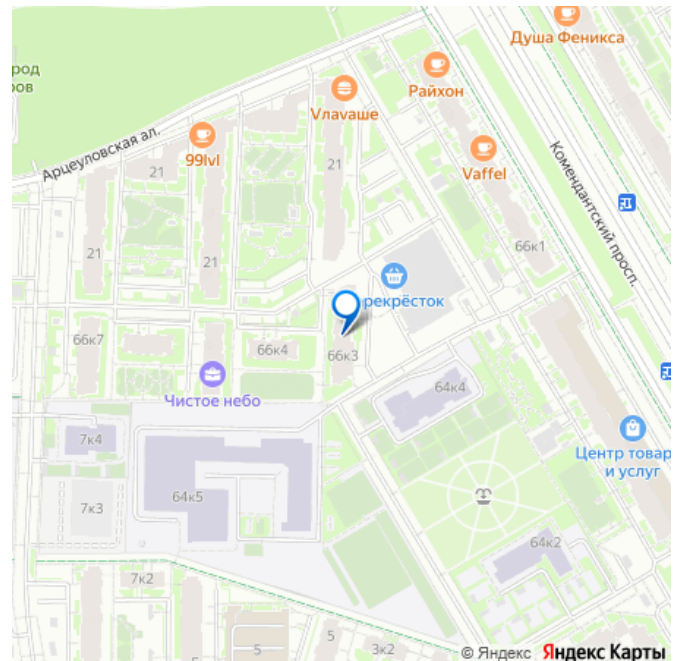 Душа Феникса
род
ров
Vлаvаше
Райхон
Арцеуловская ал.
99lvl
21
21
Vaffel
Комендантский просп.
21
21
66к1
рекрёсток
66к7
66к4
66к3
Чистое небо
64к4
7к4
Центр товар
и услуг
64к5
7к3
64к2
7к2
5
5
3к2
© Яндекс Яндекс Карты